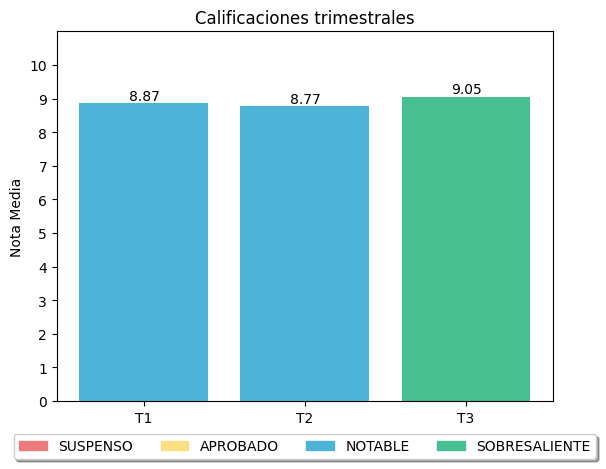 Calificaciones trimestrales
Nota Media
10
9
8
7
6
5
4
3
2
1
0
8.87
8.77
9.05
T1
T2
T3
SUSPENSO
APROBADO
NOTABLE
SOBRESALIENTE